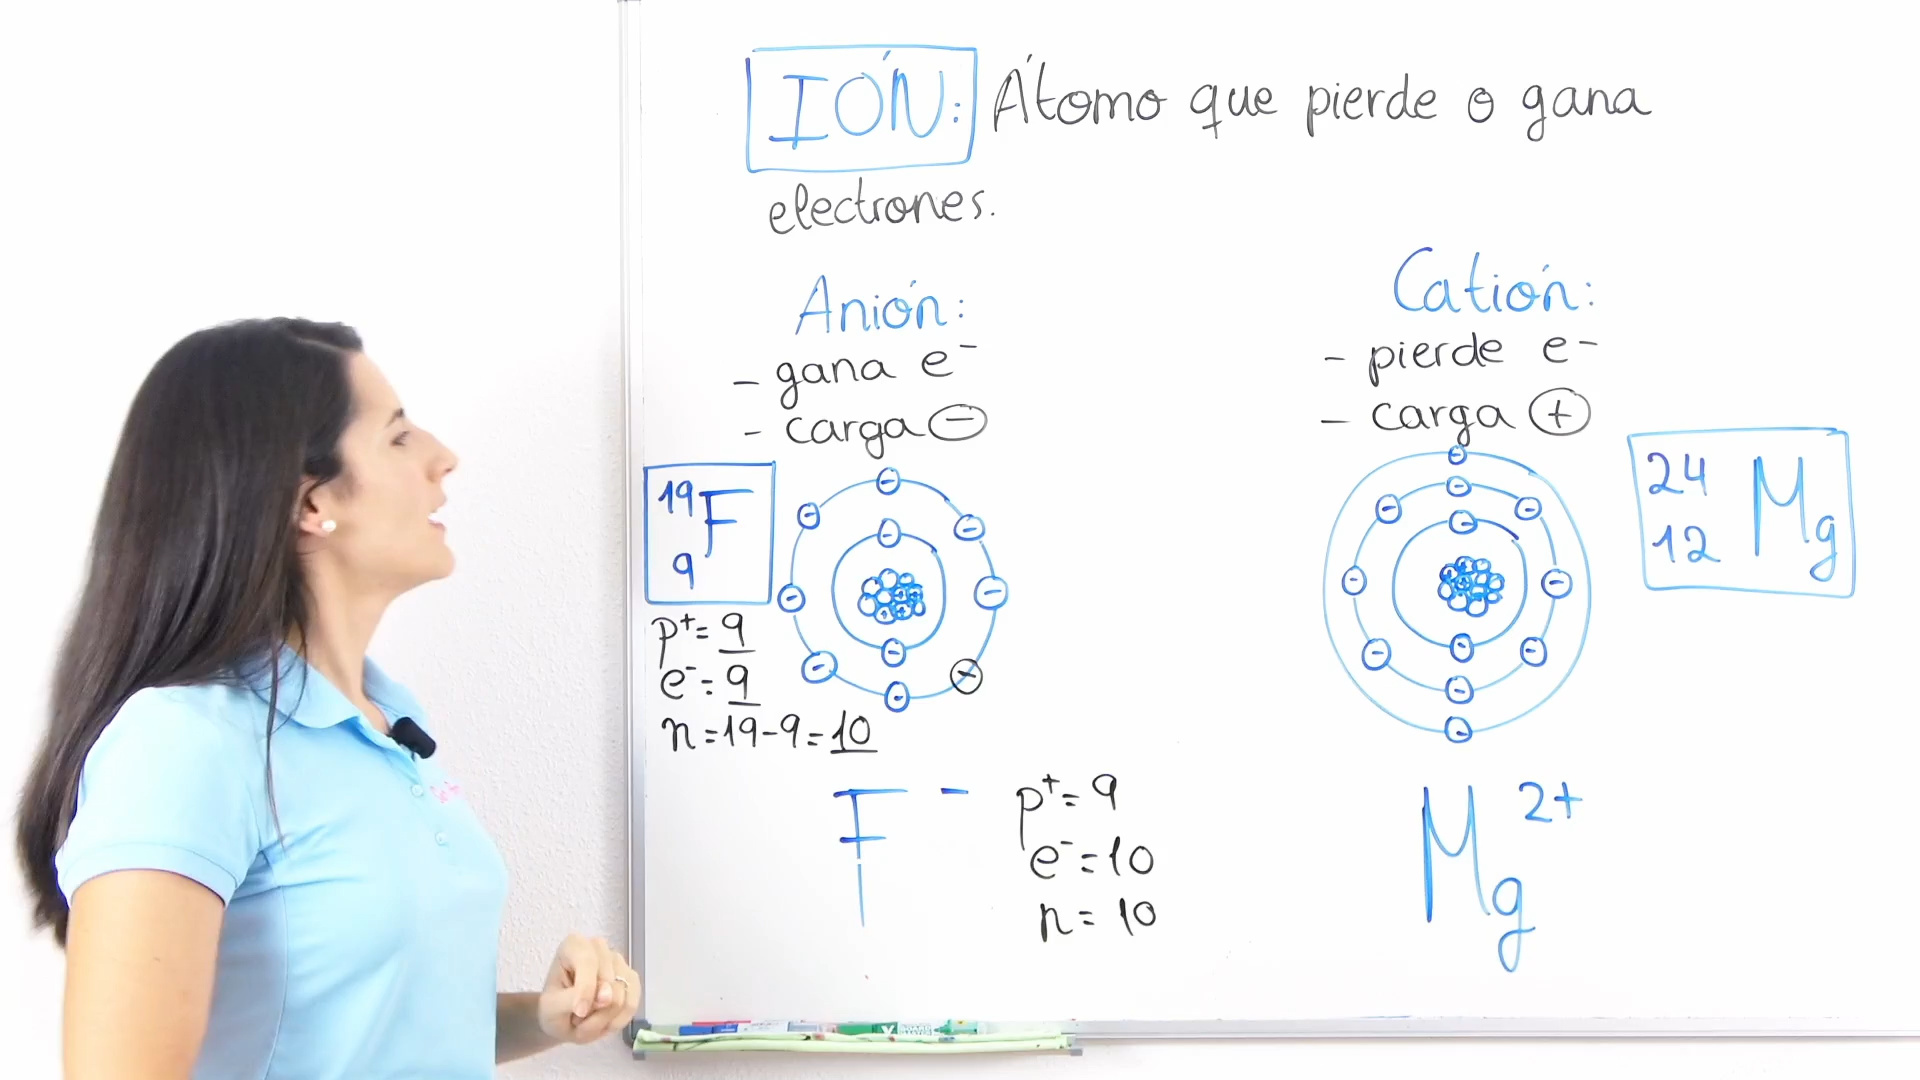 IÓN: Átomo que pierde o gana
electrones.
Anión:
- gana e⁻
- carga ⊖
19
F
9
p⁺= 9
e⁻= 9
n = 19-9 = 10
F⁻
p⁺= 9
e⁻= 10
n = 10
Catión:
- pierde e⁻
- carga ⊕
24
12 Mg
Mg²⁺